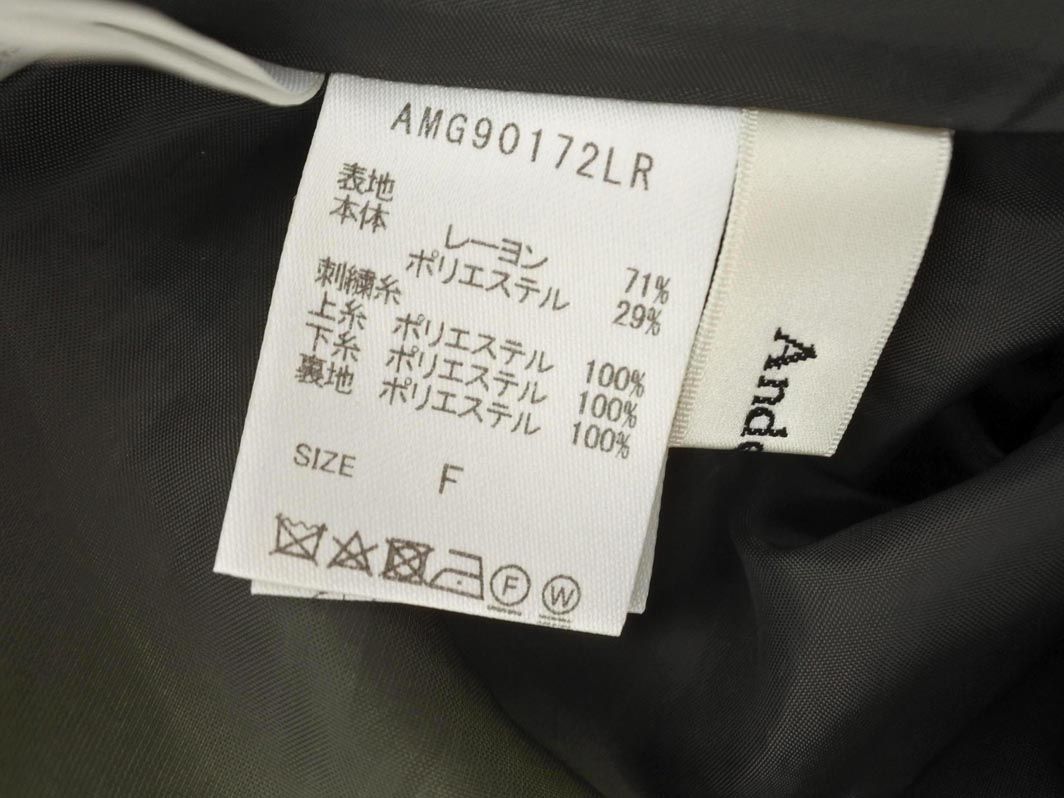 AMG90172LR
表地
本体
レーヨン 71%
ポリエステル 29%
刺繍糸
上糸 ポリエステル 100%
下糸 ポリエステル 100%
裏地 ポリエステル 100%
SIZE F
F W
And